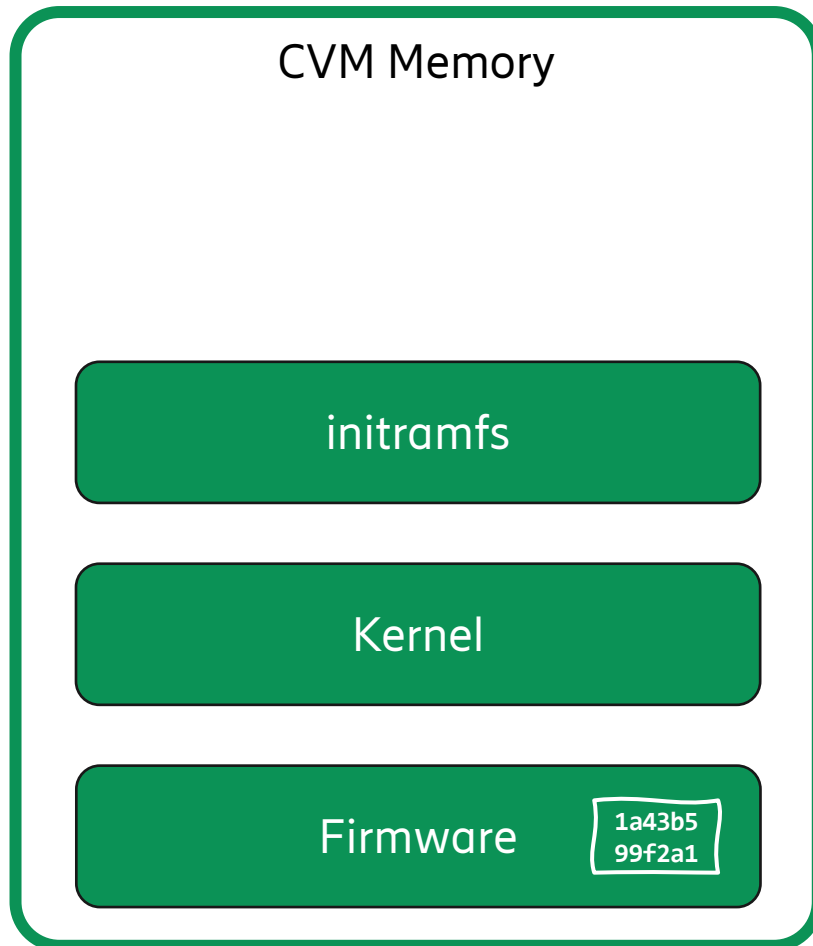 CVM Memory
initramfs
Kernel
Firmware
1a43b5
99f2a1